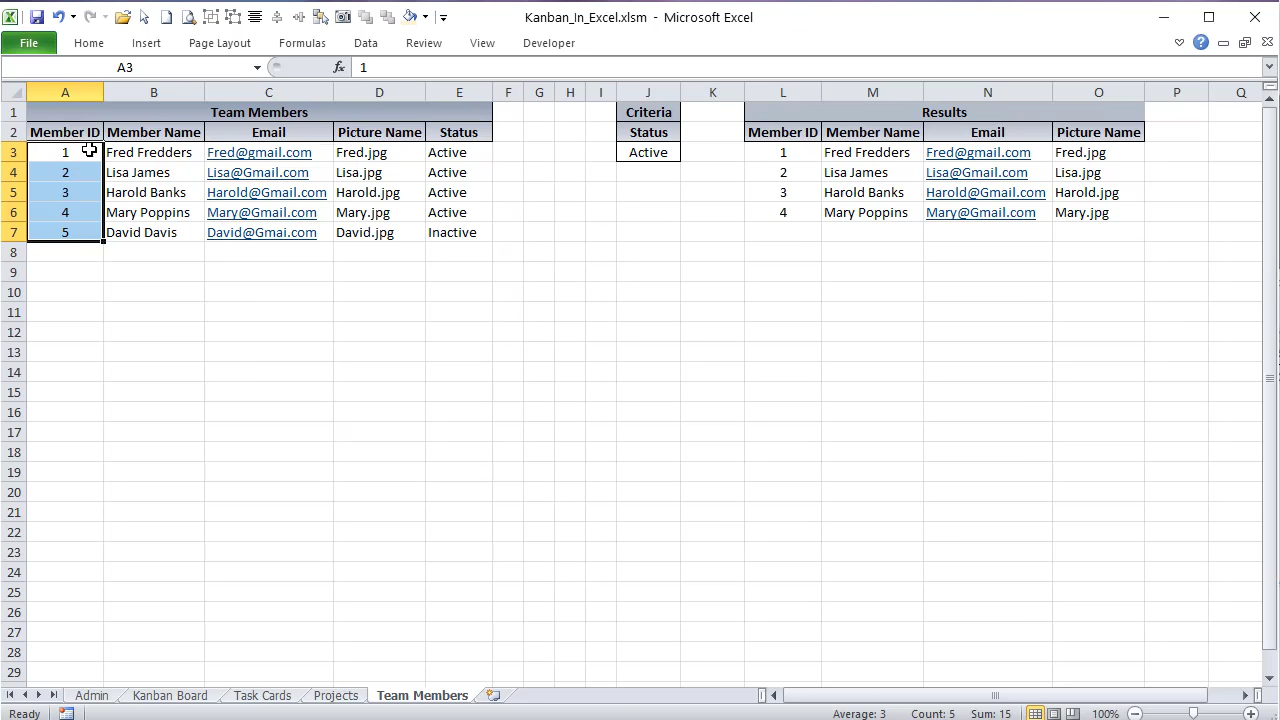 Kanban_In_Excel.xlsm - Microsoft Excel
File Home Insert Page Layout Formulas Data Review View Developer
A3 fx 1
A B C D E F G H I J K L M N O P Q
1 Team Members Criteria Results
2 Member ID Member Name Email Picture Name Status Status Member ID Member Name Email Picture Name
3 1 Fred Fredders Fred@gmail.com Fred.jpg Active Active 1 Fred Fredders Fred@gmail.com Fred.jpg
4 2 Lisa James Lisa@Gmail.com Lisa.jpg Active 2 Lisa James Lisa@Gmail.com Lisa.jpg
5 3 Harold Banks Harold@Gmail.com Harold.jpg Active 3 Harold Banks Harold@Gmail.com Harold.jpg
6 4 Mary Poppins Mary@Gmail.com Mary.jpg Active 4 Mary Poppins Mary@Gmail.com Mary.jpg
7 5 David Davis David@Gmai.com David.jpg Inactive
8
9
10
11
12
13
14
15
16
17
18
19
20
21
22
23
24
25
26
27
28
29
Admin Kanban Board Task Cards Projects Team Members
Ready Average: 3 Count: 5 Sum: 15 100%